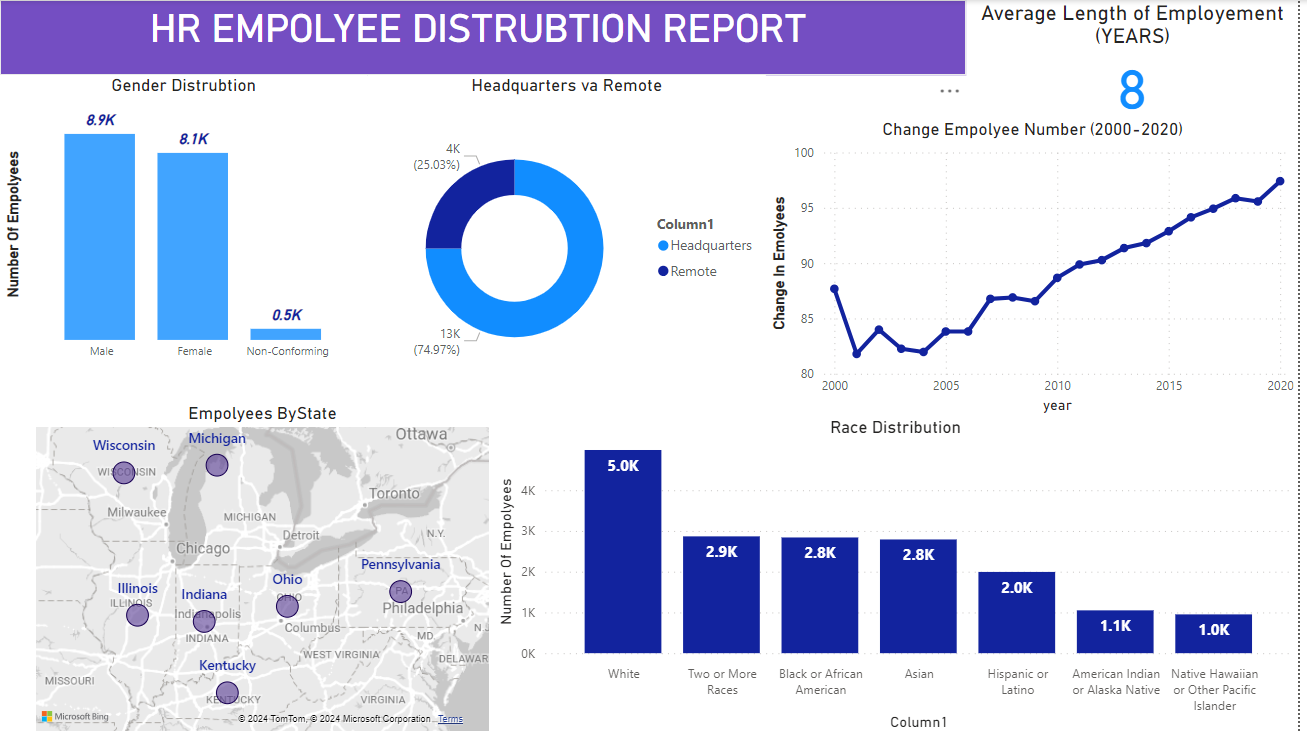 HR EMPOLYEE DISTRUBTION REPORT
Average Length of Employement
(YEARS)
8
Gender Distrubtion
Number Of Empolyees
8.9K
8.1K
0.5K
Male
Female
Non-Conforming
Headquarters va Remote
4K
(25.03%)
13K
(74.97%)
Column1
Headquarters
Remote
...
Change Empolyee Number (2000-2020)
Change In Emolyees
100
95
90
85
80
2000
2005
2010
2015
2020
year
Empolyees ByState
Wisconsin
WISCONSIN
Michigan
Ottawa
Toronto
Milwaukee
MICHIGAN
Detroit
N.Y.
Chicago
Pennsylvania
PA
Illinois
ILLINOIS
Indiana
Indianapolis
INDIANA
Ohio
OHIO
Columbus
Philadelphia
N.J
MD
WEST VIRGINIA
DELAWAR
Kentucky
KENTUCKY
MISSOURI
VIRGINIA
Microsoft Bing
© 2024 TomTom, © 2024 Microsoft Corporation Terms
Race Distribution
Number Of Empolyees
4K
3K
2K
1K
0K
5.0K
2.9K
2.8K
2.8K
2.0K
1.1K
1.0K
White
Two or More
Races
Black or African
American
Asian
Hispanic or
Latino
American Indian
or Alaska Native
Native Hawaiian
or Other Pacific
Islander
Column1